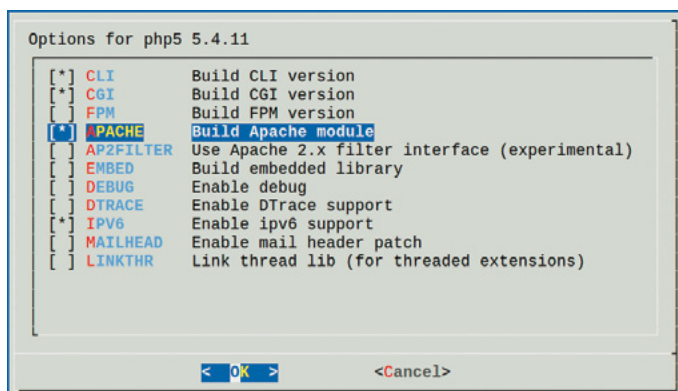 Options for php5 5.4.11
[*] CLI Build CLI version
[*] CGI Build CGI version
[ ] FPM Build FPM version
[*] APACHE Build Apache module
[ ] AP2FILTER Use Apache 2.x filter interface (experimental)
[ ] EMBED Build embedded library
[ ] DEBUG Enable debug
[ ] DTRACE Enable DTrace support
[*] IPV6 Enable ipv6 support
[ ] MAILHEAD Enable mail header patch
[ ] LINKTHR Link thread lib (for threaded extensions)
< OK > <Cancel>